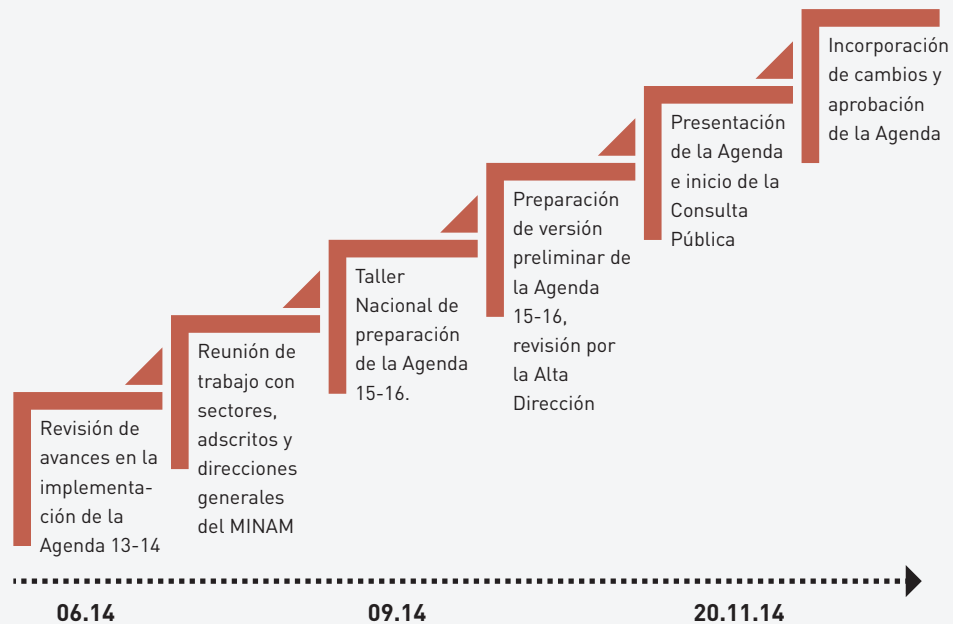 Revisión de
avances en la
implementa-
ción de la
Agenda 13-14
Reunión de
trabajo con
sectores,
adscritos y
direcciones
generales
del MINAM
Taller
Nacional de
preparación
de la Agenda
15-16.
Preparación
de versión
preliminar de
la Agenda
15-16,
revisión por
la Alta
Dirección
Presentación
de la Agenda
e inicio de la
Consulta
Pública
Incorporación
de cambios y
aprobación
de la Agenda
06.14
09.14
20.11.14